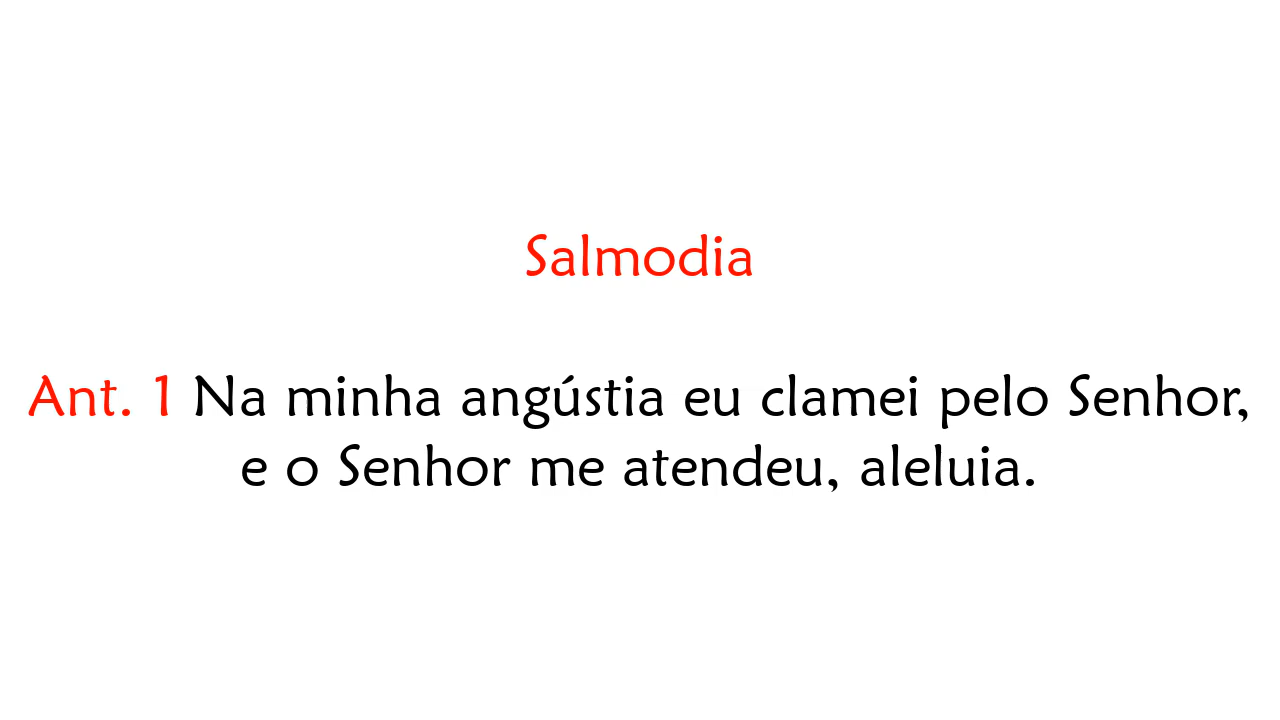 Salmodia
Ant. 1 Na minha angústia eu clamei pelo Senhor,
e o Senhor me atendeu, aleluia.